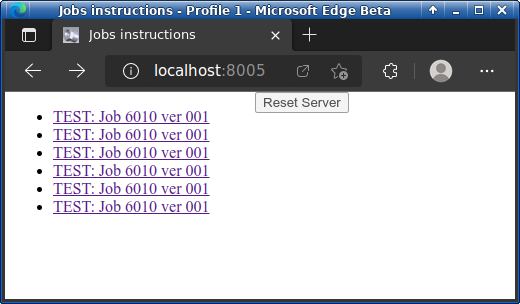 Jobs instructions - Profile 1 - Microsoft Edge Beta
Jobs instructions
localhost:8005
Reset Server
TEST: Job 6010 ver 001
TEST: Job 6010 ver 001
TEST: Job 6010 ver 001
TEST: Job 6010 ver 001
TEST: Job 6010 ver 001
TEST: Job 6010 ver 001